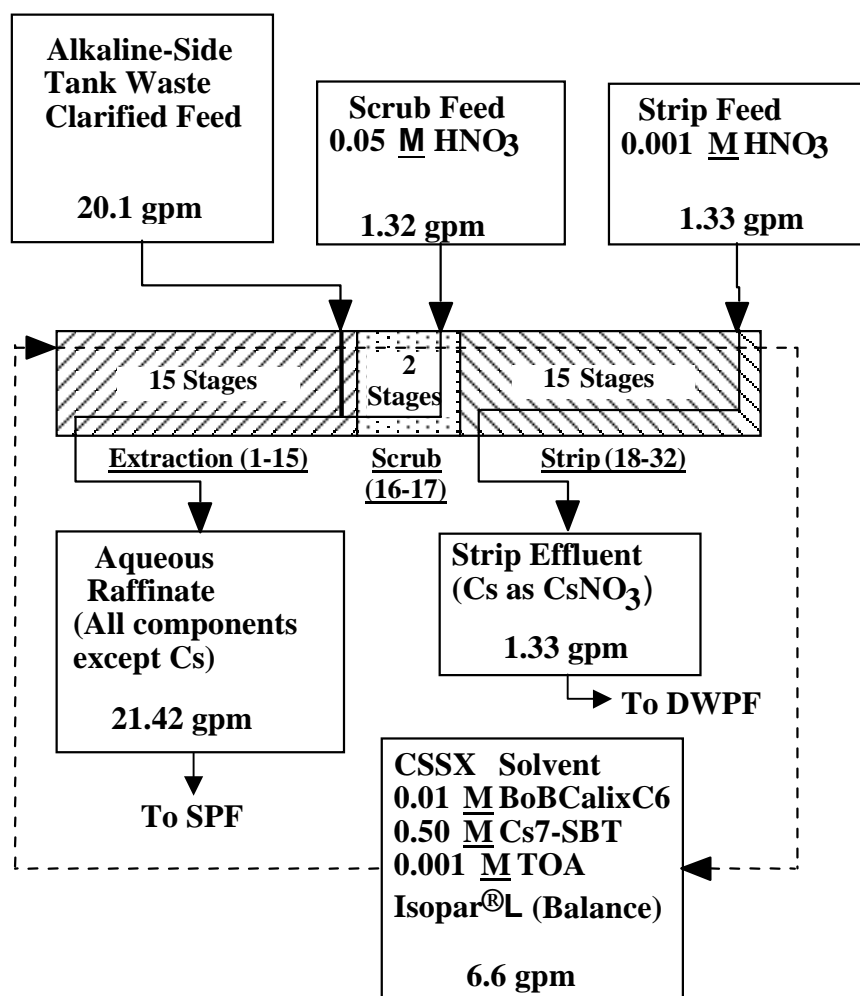 Alkaline-Side
Tank Waste
Clarified Feed
20.1 gpm
Scrub Feed
0.05 M HNO3
1.32 gpm
Strip Feed
0.001 M HNO3
1.33 gpm
15 Stages
2
Stages
15 Stages
Extraction (1-15)
Scrub
(16-17)
Strip (18-32)
Aqueous
Raffinate
(All components
except Cs)
21.42 gpm
To SPF
Strip Effluent
(Cs as CsNO3)
1.33 gpm
To DWPF
CSSX Solvent
0.01 M BoBCalixC6
0.50 M Cs7-SBT
0.001 M TOA
Isopar®L (Balance)
6.6 gpm